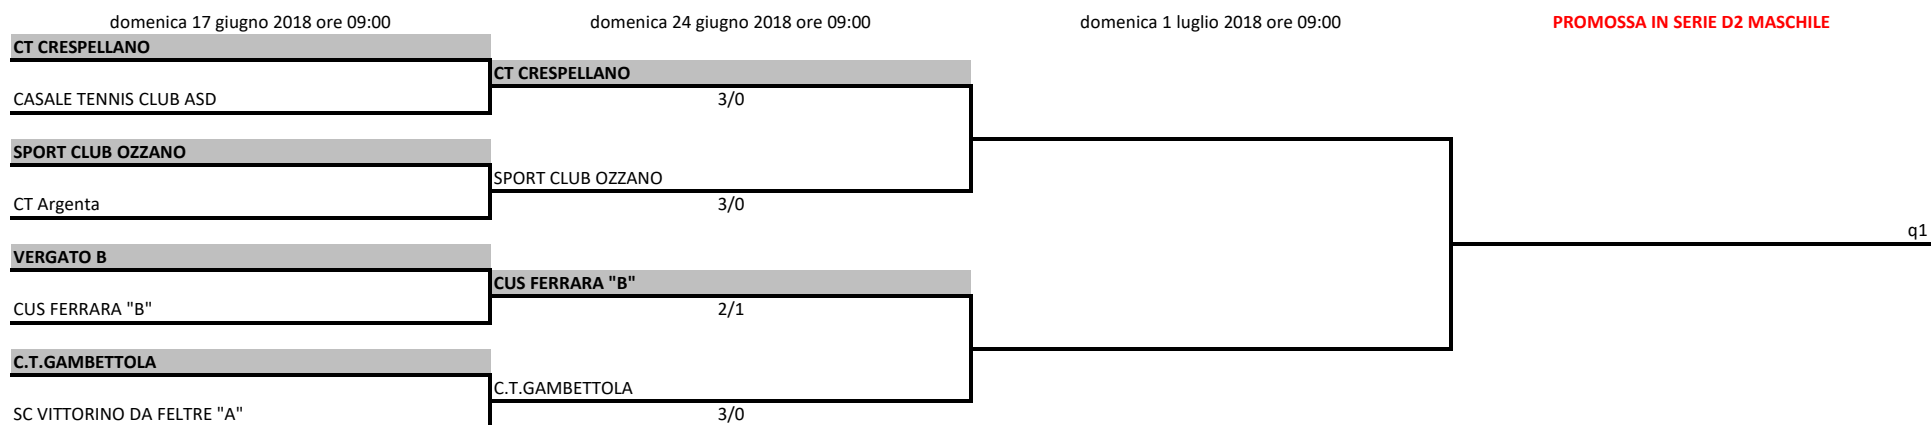 domenica 17 giugno 2018 ore 09:00 domenica 24 giugno 2018 ore 09:00 domenica 1 luglio 2018 ore 09:00 PROMOSSA IN SERIE D2 MASCHILE
CT CRESPELLANO
CT CRESPELLANO
CASALE TENNIS CLUB ASD 3/0
SPORT CLUB OZZANO
SPORT CLUB OZZANO
CT Argenta 3/0
q1
VERGATO B
CUS FERRARA "B"
CUS FERRARA "B" 2/1
C.T.GAMBETTOLA
C.T.GAMBETTOLA
SC VITTORINO DA FELTRE "A" 3/0